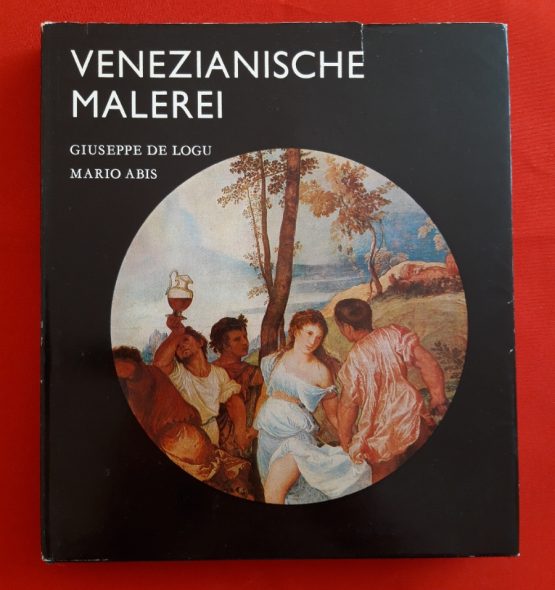 VENEZIANISCHE
MALEREI
GIUSEPPE DE LOGU
MARIO ABIS